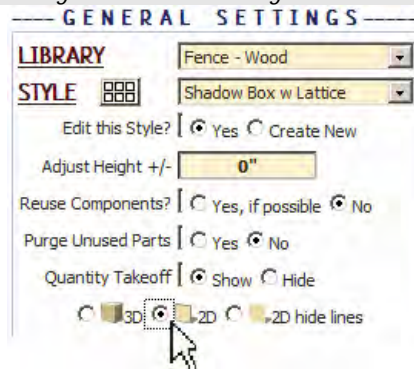 GENERAL SETTINGS
LIBRARY Fence - Wood
STYLE Shadow Box w Lattice
Edit this Style? Yes Create New
Adjust Height +/- 0"
Reuse Components? Yes, if possible No
Purge Unused Parts Yes No
Quantity Takeoff Show Hide
3D 2D 2D hide lines